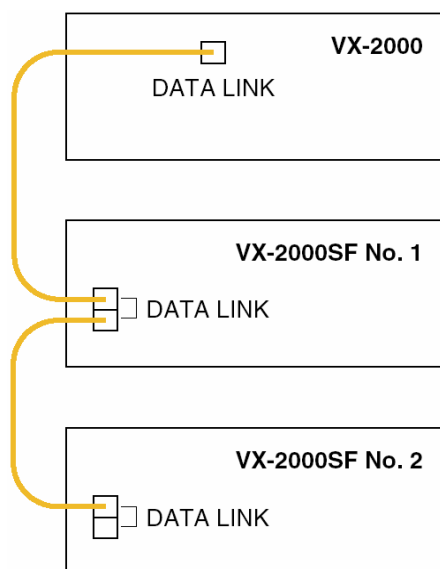 VX-2000
DATA LINK
VX-2000SF No. 1
DATA LINK
VX-2000SF No. 2
DATA LINK